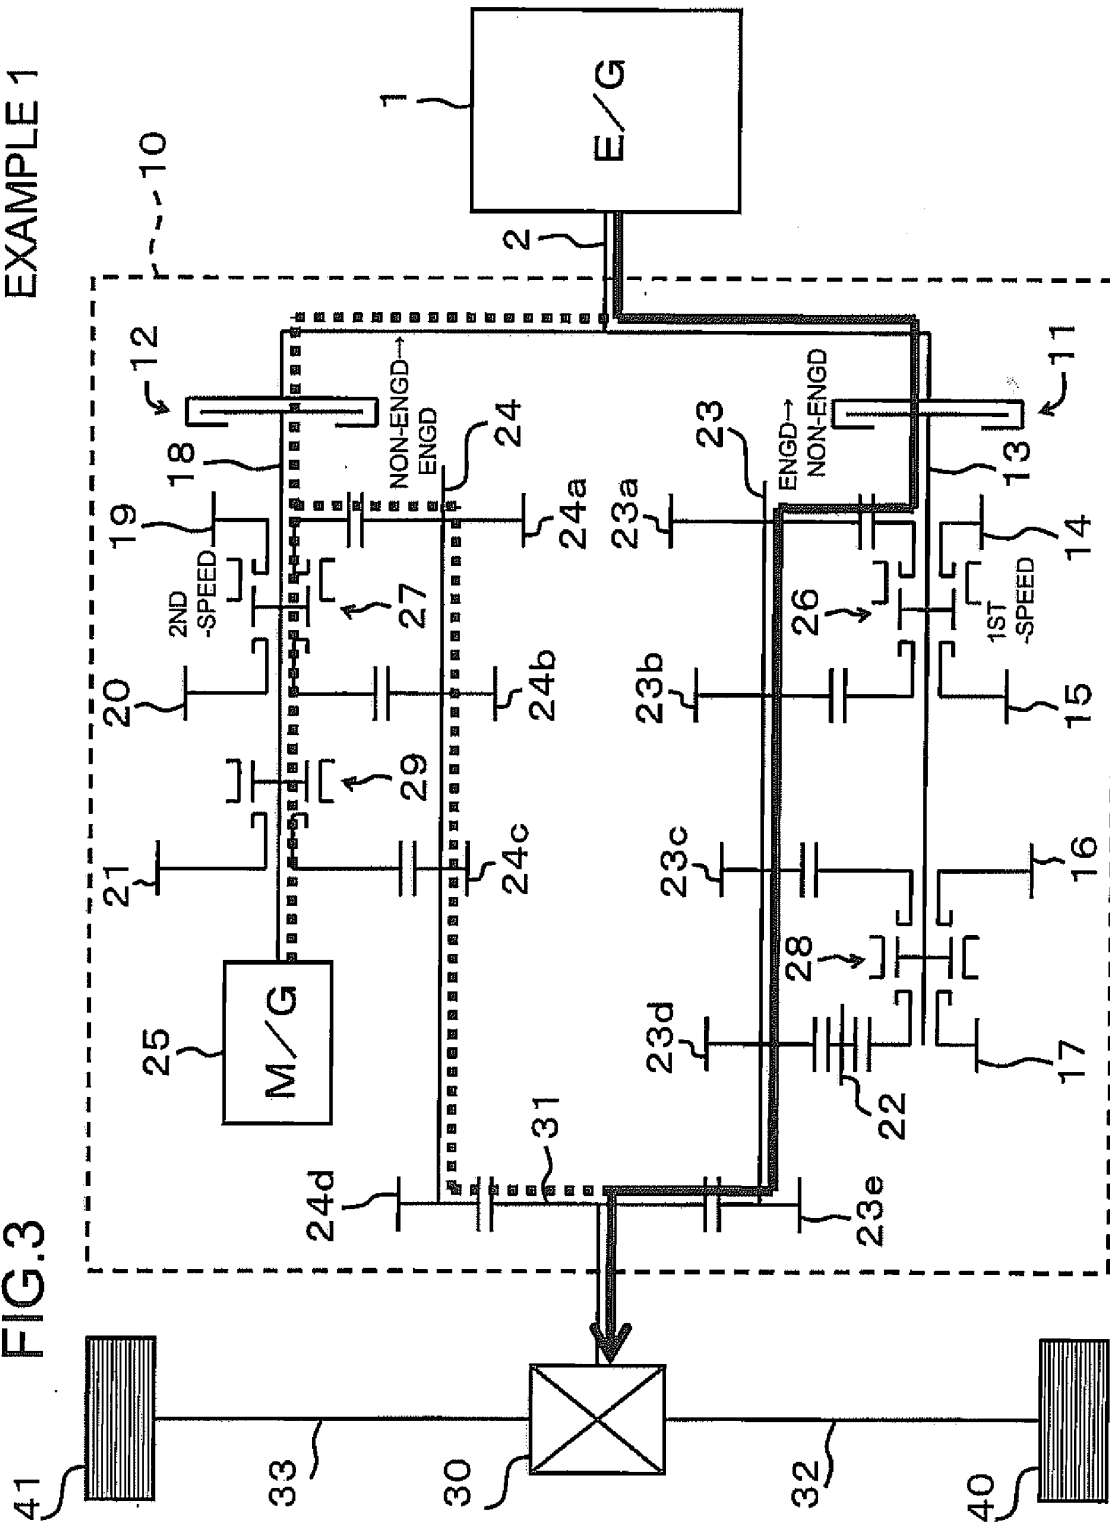 FIG.3
EXAMPLE 1
10
1
E/G
2
12
18
19
2ND
-SPEED
20
27
29
21
25
M/G
NON-ENGD→
ENGD
24
24a
24b
24c
24d
31
23
ENGD→
NON-ENGD
23a
23b
23c
23d
23e
11
13
14
26
1ST
-SPEED
15
16
28
17
22
41
33
30
32
40